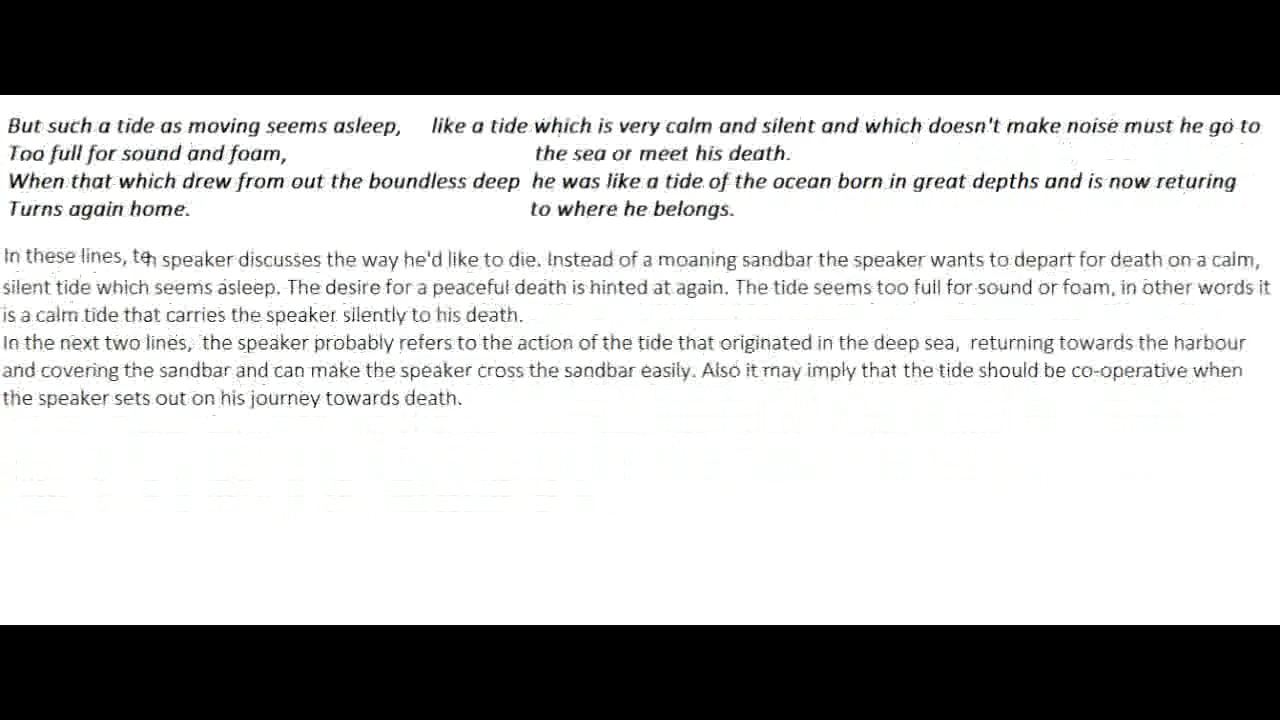 But such a tide as moving seems asleep, like a tide which is very calm and silent and which doesn't make noise must he go to
Too full for sound and foam, the sea or meet his death.
When that which drew from out the boundless deep he was like a tide of the ocean born in great depths and is now returing
Turns again home. to where he belongs.
In these lines, teh speaker discusses the way he'd like to die. Instead of a moaning sandbar the speaker wants to depart for death on a calm,
silent tide which seems asleep. The desire for a peaceful death is hinted at again. The tide seems too full for sound or foam, in other words it
is a calm tide that carries the speaker silently to his death.
In the next two lines, the speaker probably refers to the action of the tide that originated in the deep sea, returning towards the harbour
and covering the sandbar and can make the speaker cross the sandbar easily. Also it may imply that the tide should be co-operative when
the speaker sets out on his journey towards death.